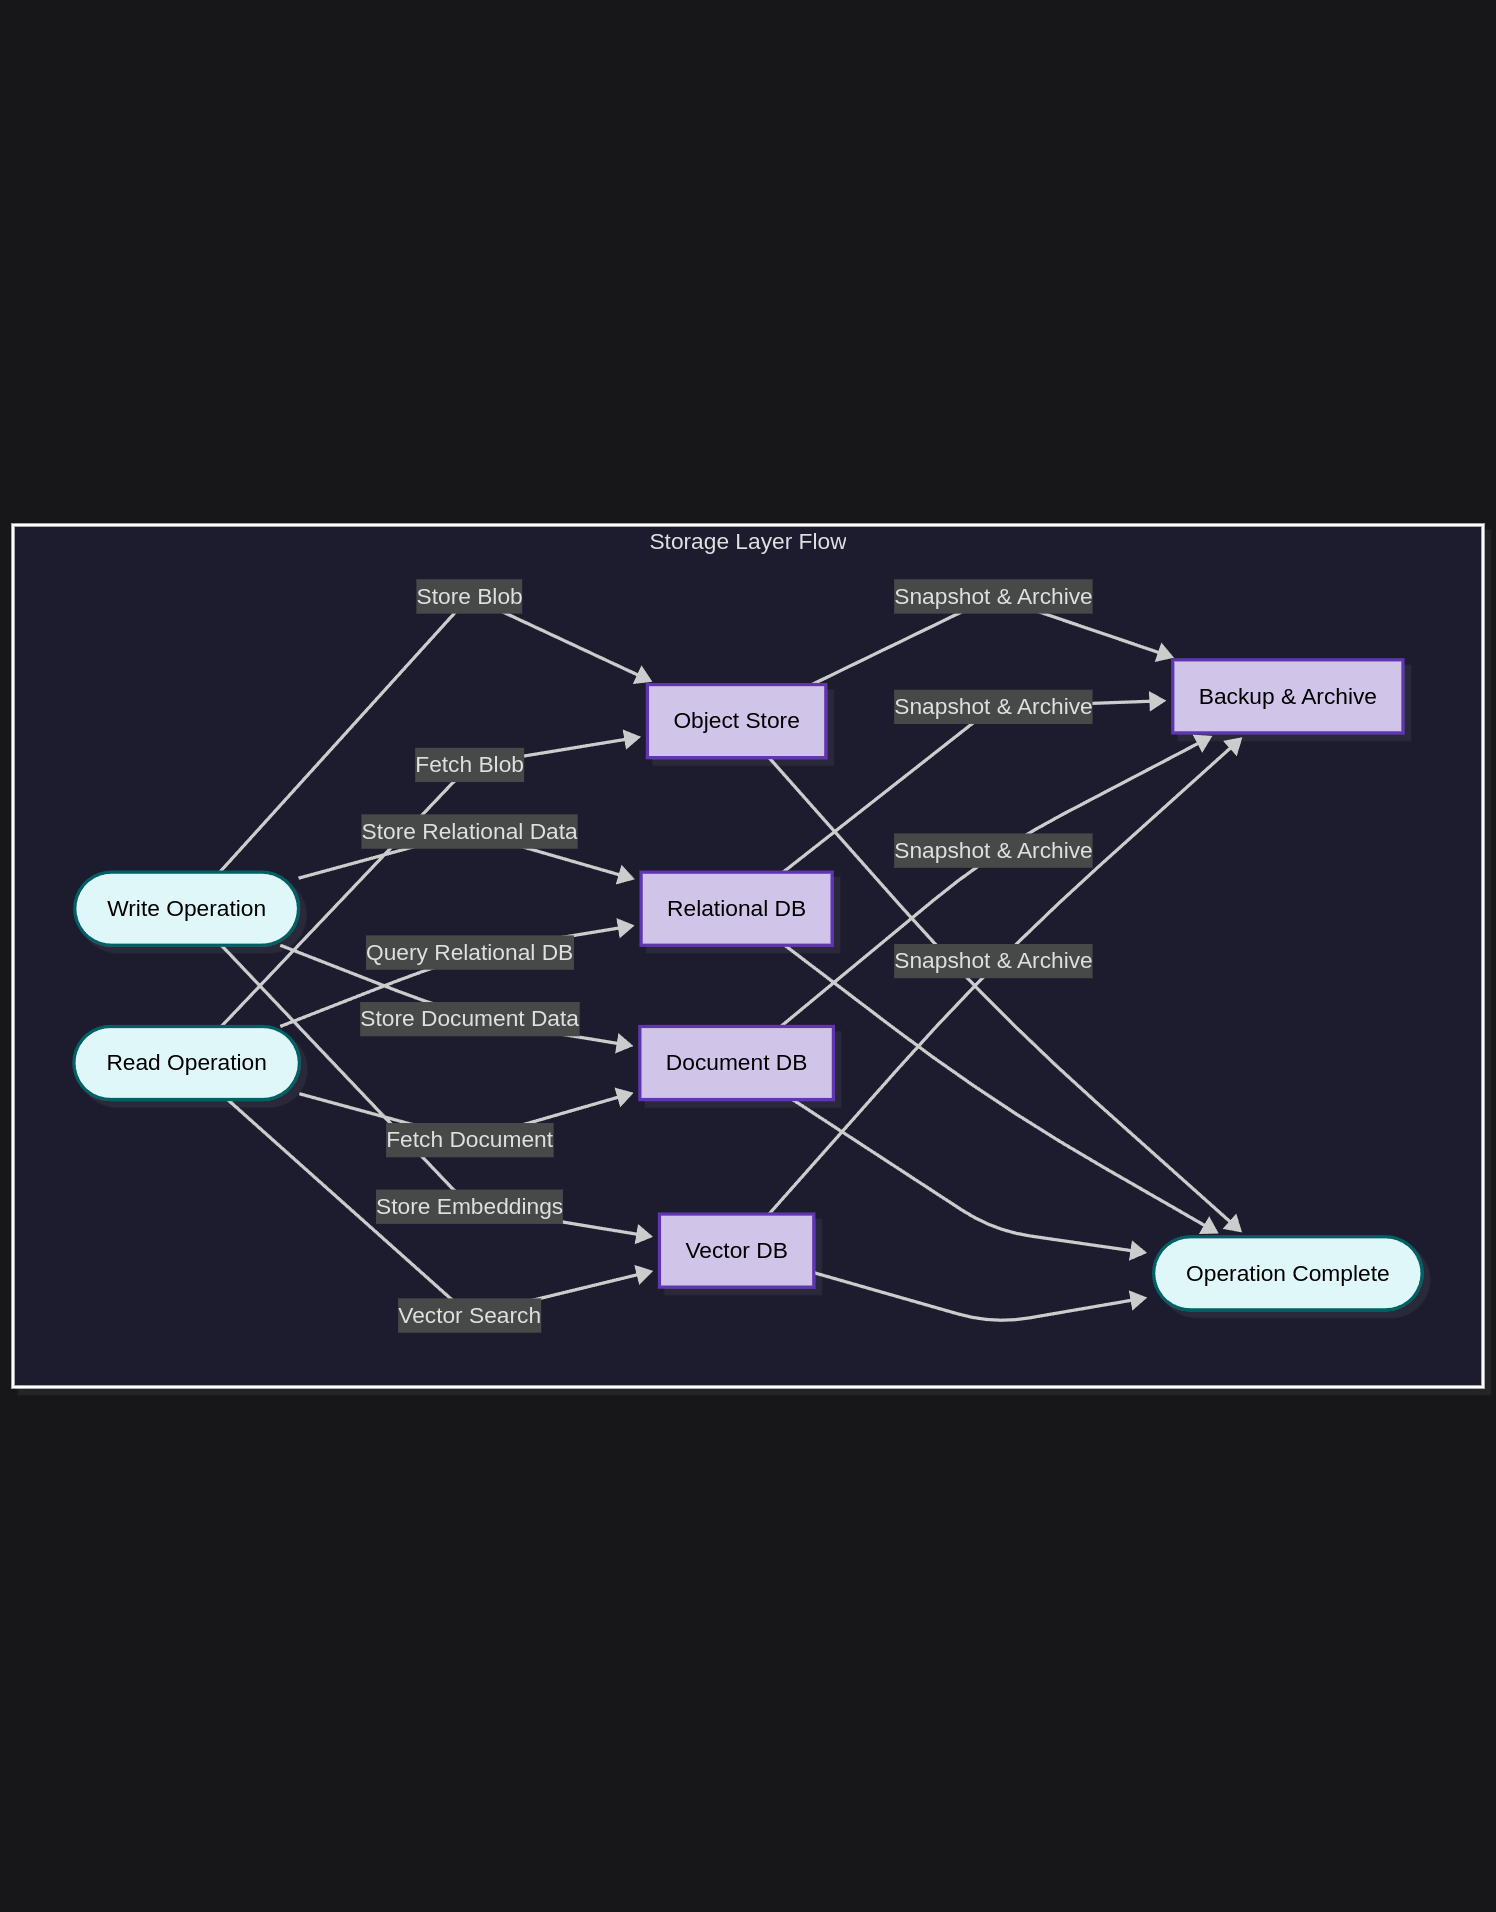 Storage Layer Flow
Store Blob
Snapshot & Archive
Backup & Archive
Snapshot & Archive
Object Store
Fetch Blob
Store Relational Data
Snapshot & Archive
Write Operation
Relational DB
Query Relational DB
Snapshot & Archive
Store Document Data
Read Operation
Document DB
Fetch Document
Store Embeddings
Vector DB
Operation Complete
Vector Search